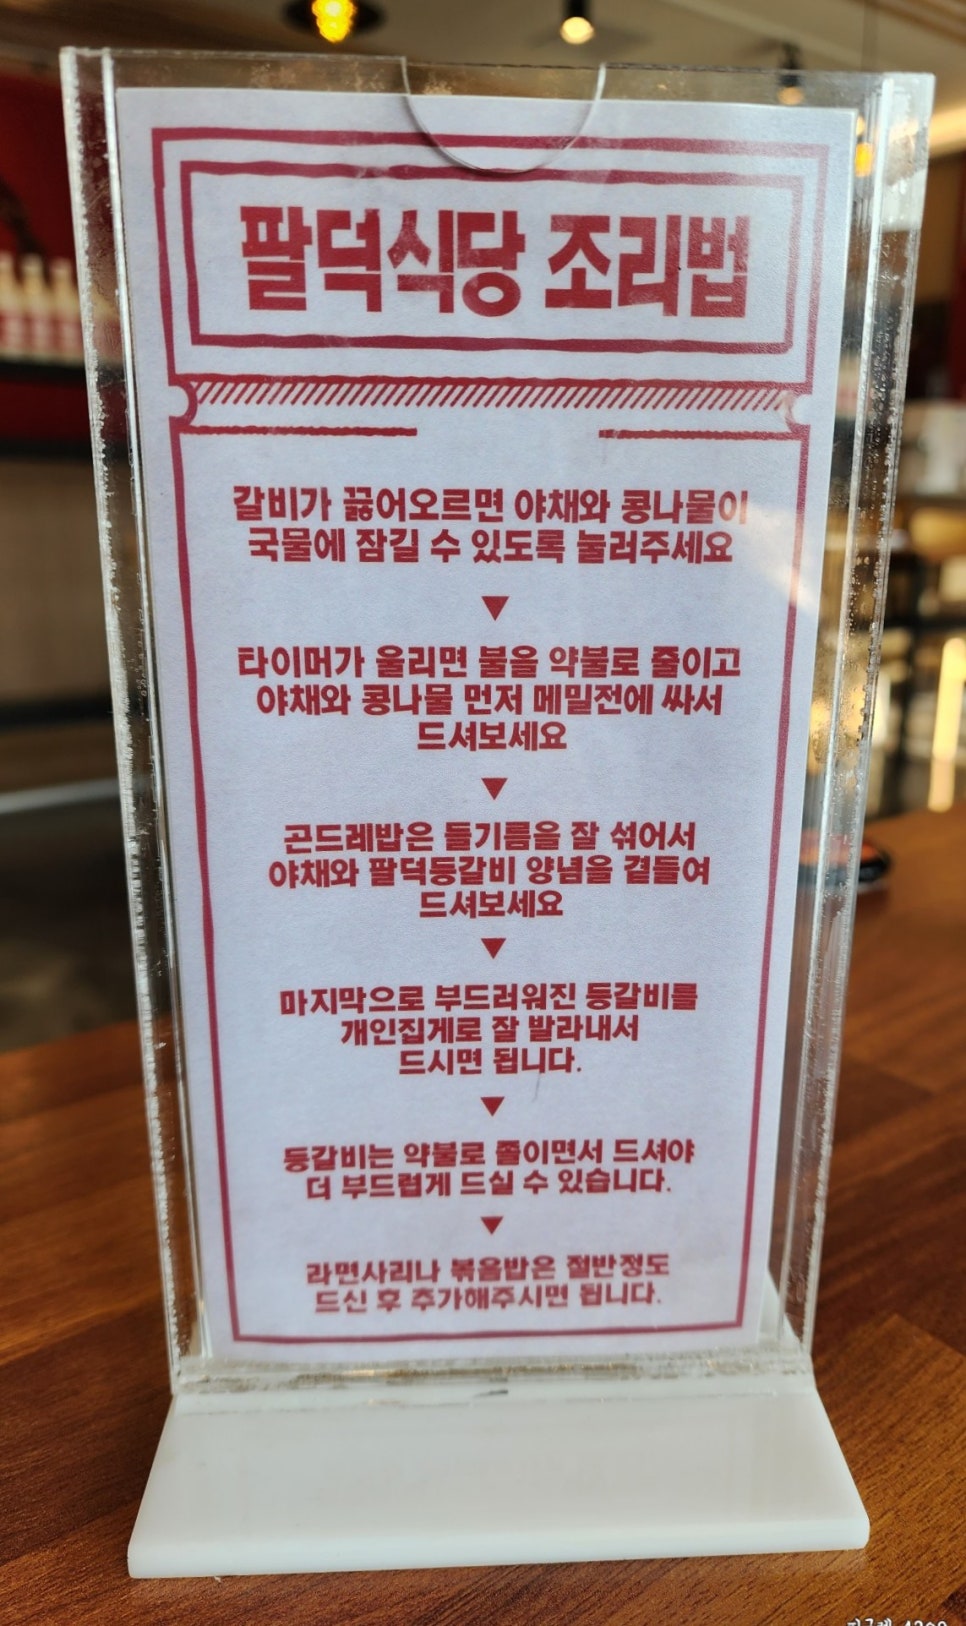 팔덕식당 조리법
갈비가 끓어오르면 야채와 콩나물이
국물에 잠길 수 있도록 눌러주세요
타이머가 울리면 불을 약불로 줄이고
야채와 콩나물 먼저 메밀전에 싸서
드셔보세요
곤드레밥은 들기름을 잘 섞어서
야채와 팔덕등갈비 양념을 곁들여
드셔보세요
마지막으로 부드러워진 등갈비를
개인집게로 잘 발라내서
드시면 됩니다.
등갈비는 약불로 졸이면서 드셔야
더 부드럽게 드실 수 있습니다.
라면사리나 볶음밥은 절반정도
드신 후 추가해주시면 됩니다.